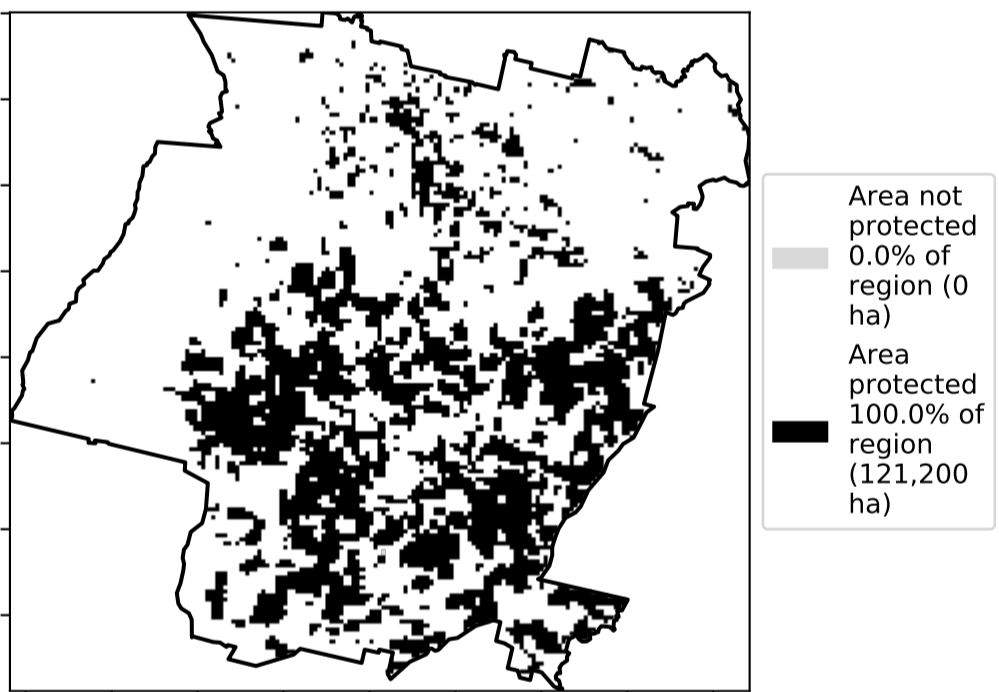 Area not
protected
0.0% of
region (0
ha)
Area
protected
100.0% of
region
(121,200
ha)